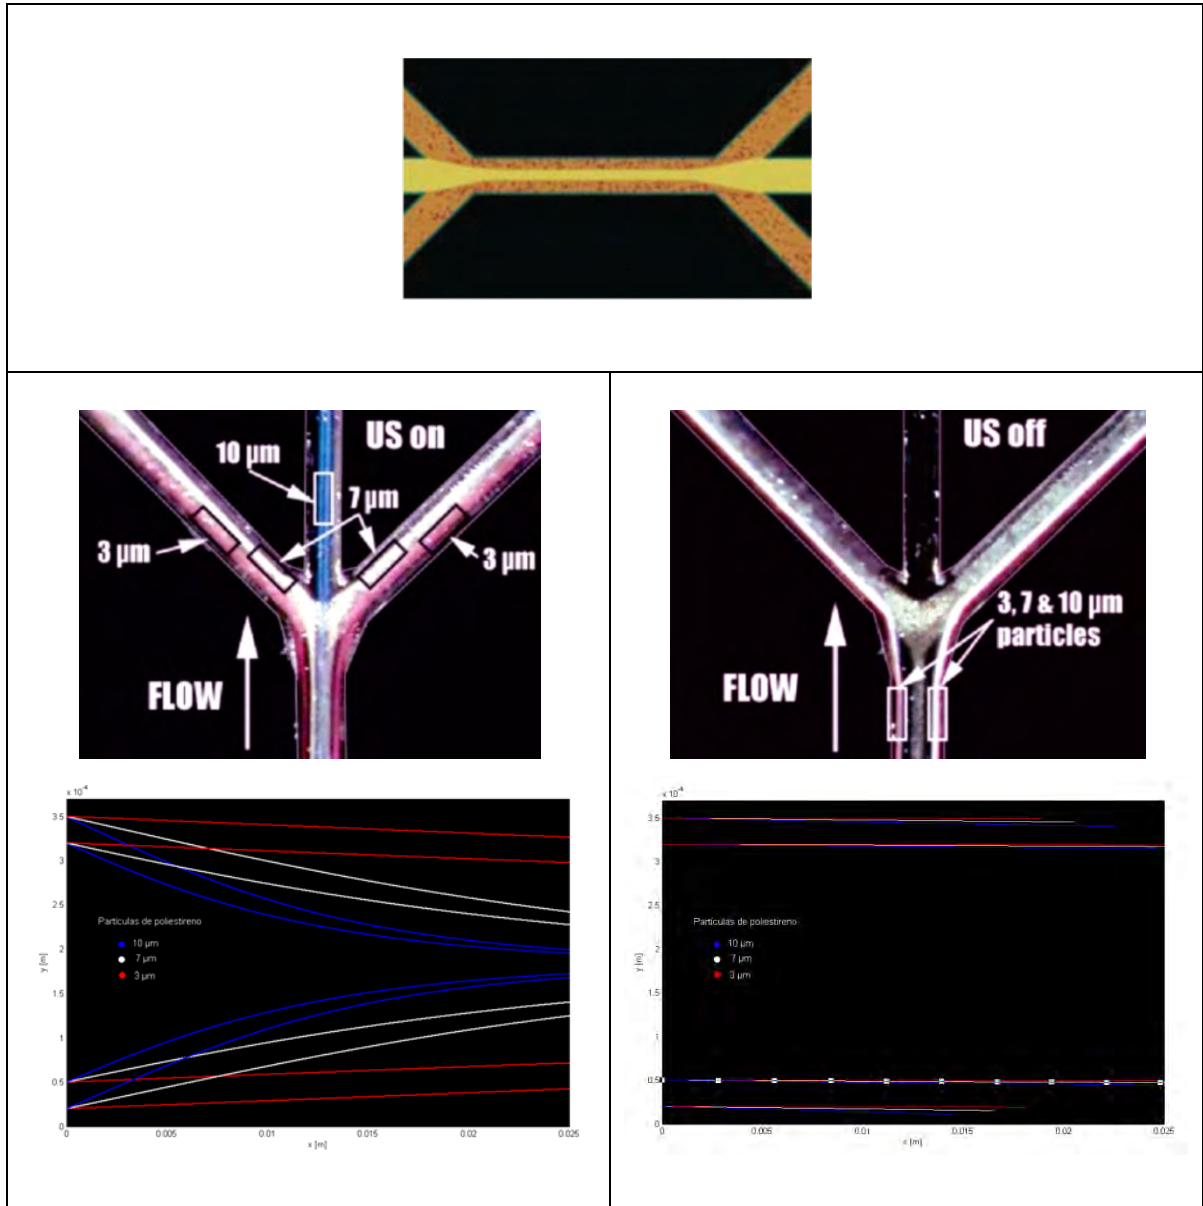 US on
10 µm
7 µm
3 µm
3 µm
FLOW
US off
3, 7 & 10 µm
particles
FLOW
x 10⁻⁴
3.5
3
2.5
2
1.5
1
0.5
0
y [m]
Partículas de poliestireno
10 µm
7 µm
3 µm
0
0.005
0.01
0.015
0.02
0.025
x [m]
x 10⁻⁴
3.5
3
2.5
2
1.5
1
0.5
0
y [m]
Partículas de poliestireno
10 µm
7 µm
3 µm
0
0.005
0.01
0.015
0.02
0.025
x [m]